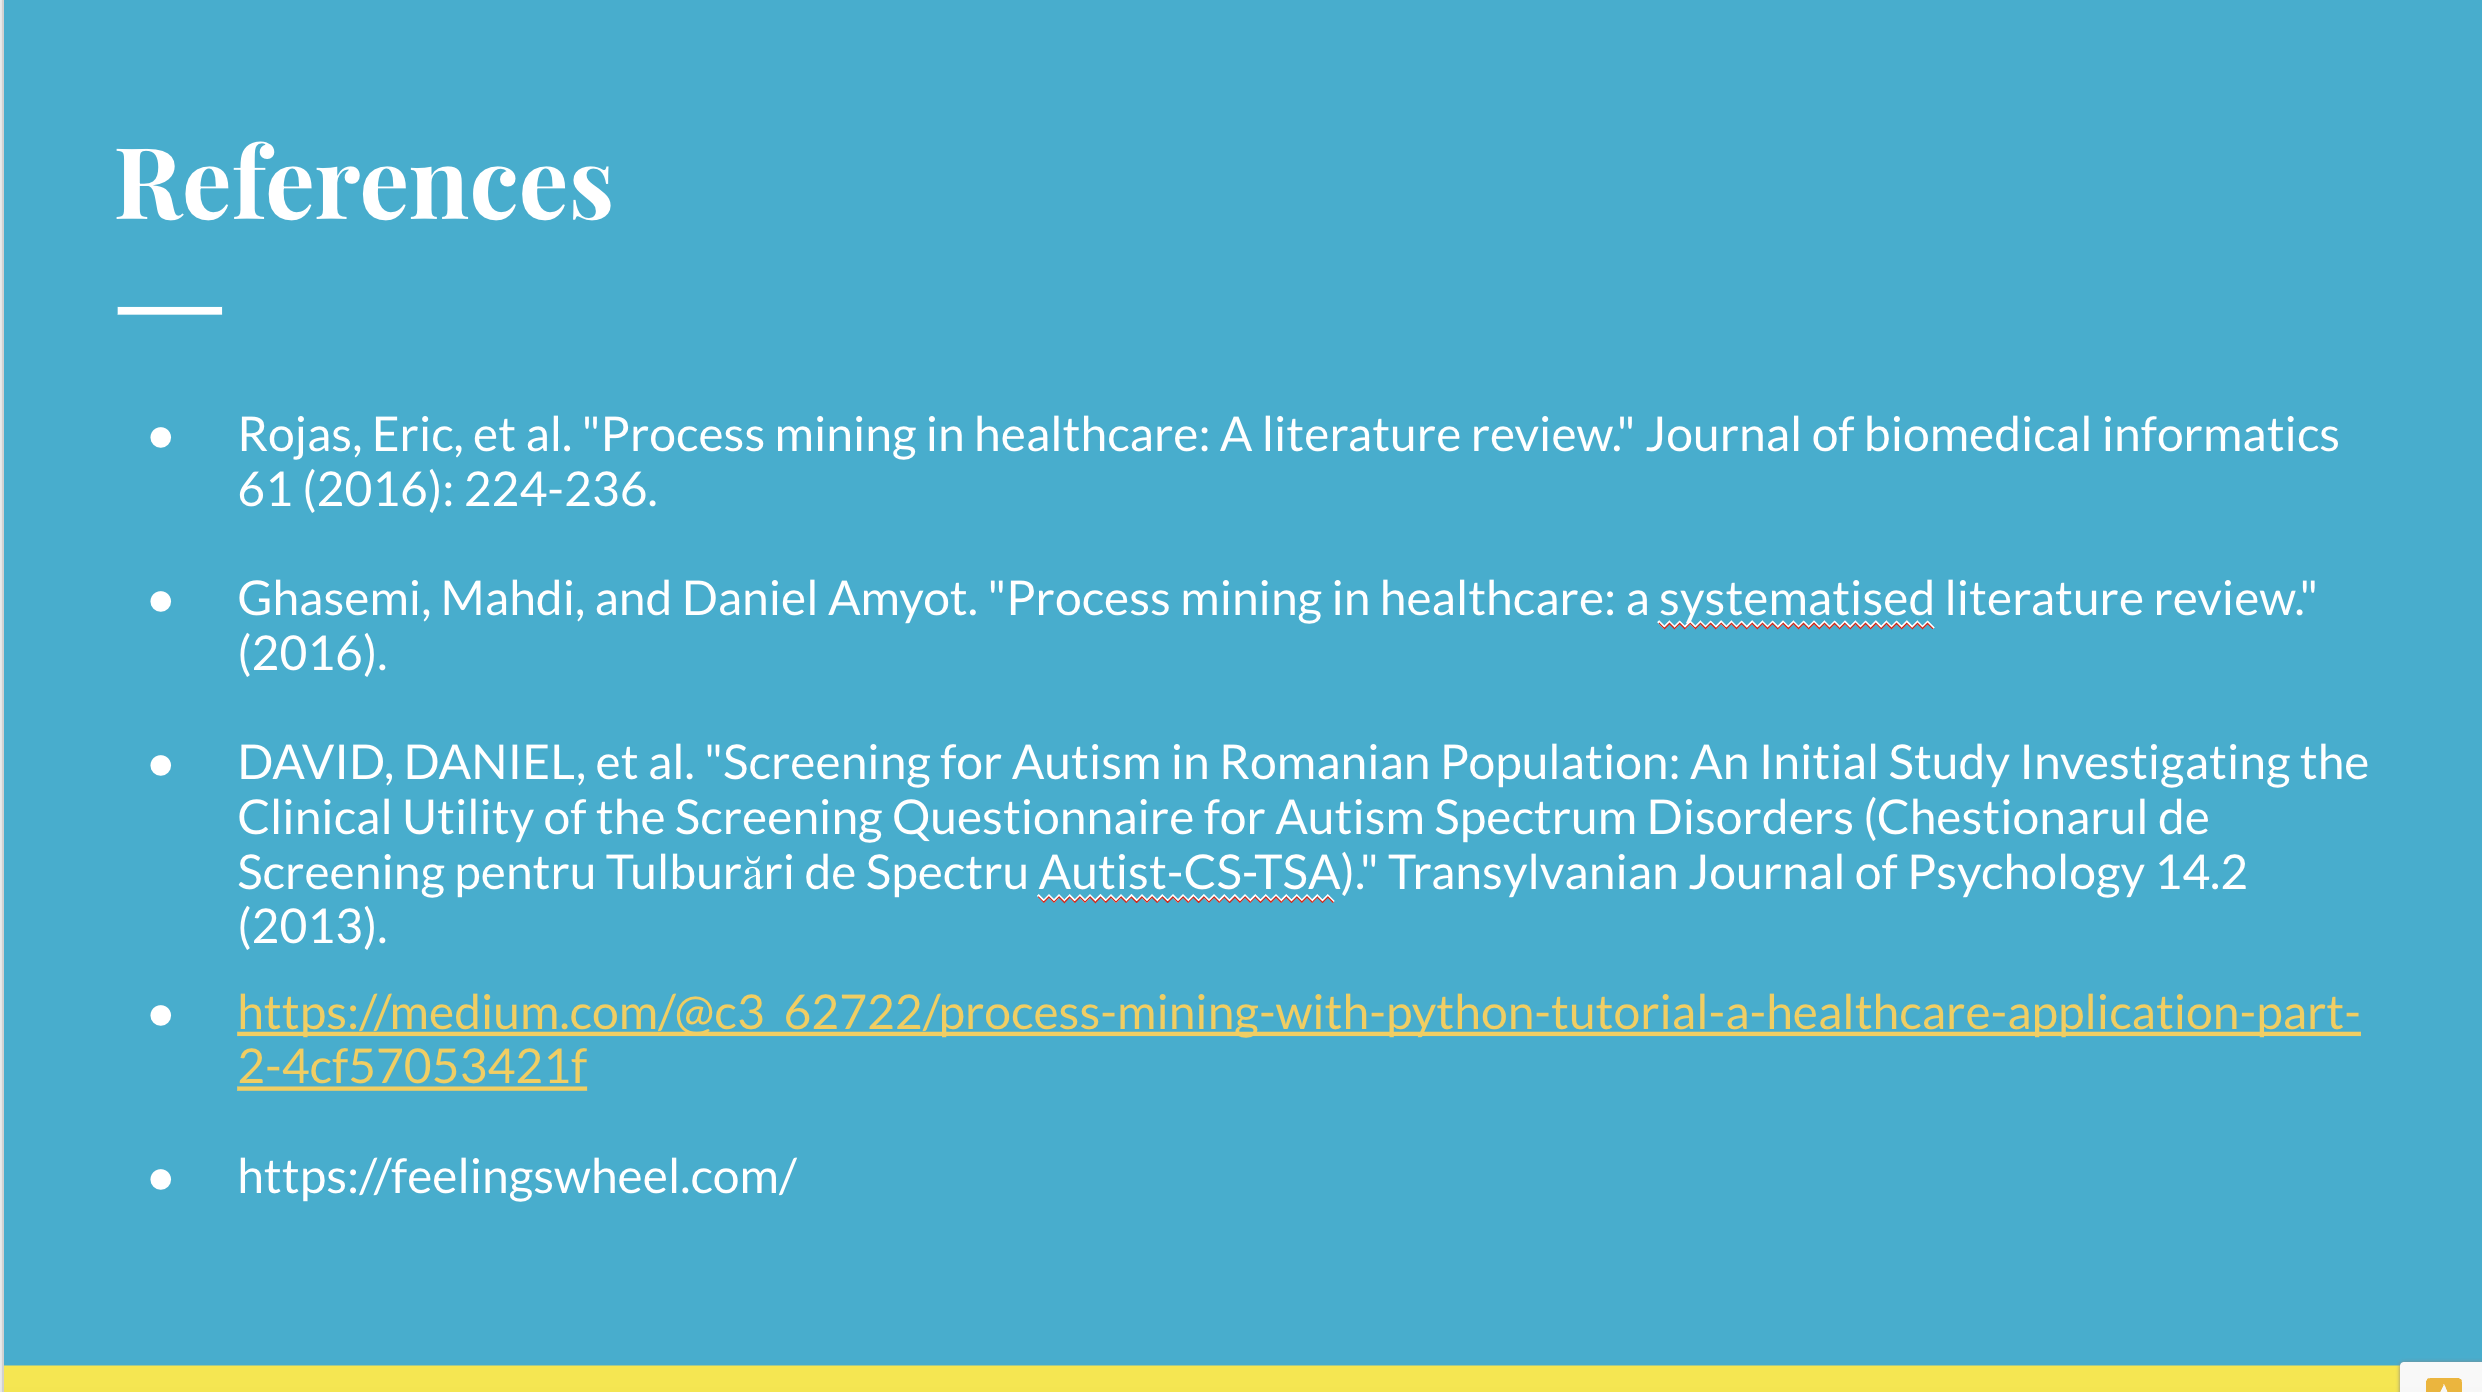 References
● Rojas, Eric, et al. "Process mining in healthcare: A literature review." Journal of biomedical informatics
61 (2016): 224-236.
● Ghasemi, Mahdi, and Daniel Amyot. "Process mining in healthcare: a systematised literature review."
(2016).
● DAVID, DANIEL, et al. "Screening for Autism in Romanian Population: An Initial Study Investigating the
Clinical Utility of the Screening Questionnaire for Autism Spectrum Disorders (Chestionarul de
Screening pentru Tulburări de Spectru Autist-CS-TSA)." Transylvanian Journal of Psychology 14.2
(2013).
● https://medium.com/@c3_62722/process-mining-with-python-tutorial-a-healthcare-application-part-
2-4cf57053421f
● https://feelingswheel.com/